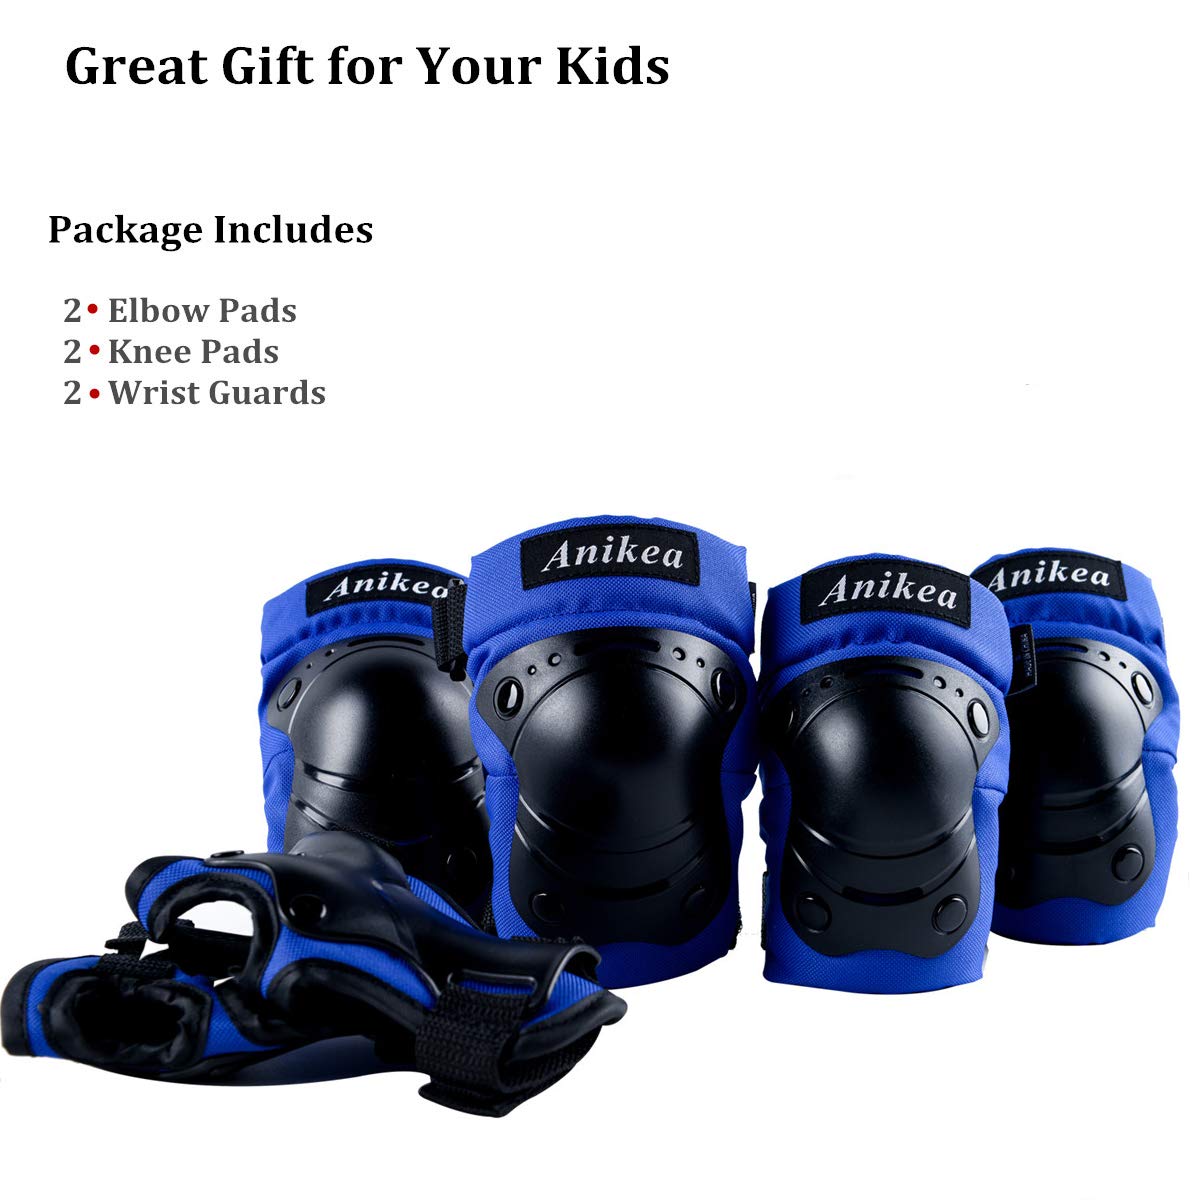 Great Gift for Your Kids
Package Includes
2• Elbow Pads
2• Knee Pads
2• Wrist Guards
Anikea
Anikea
Anikea
Anikea